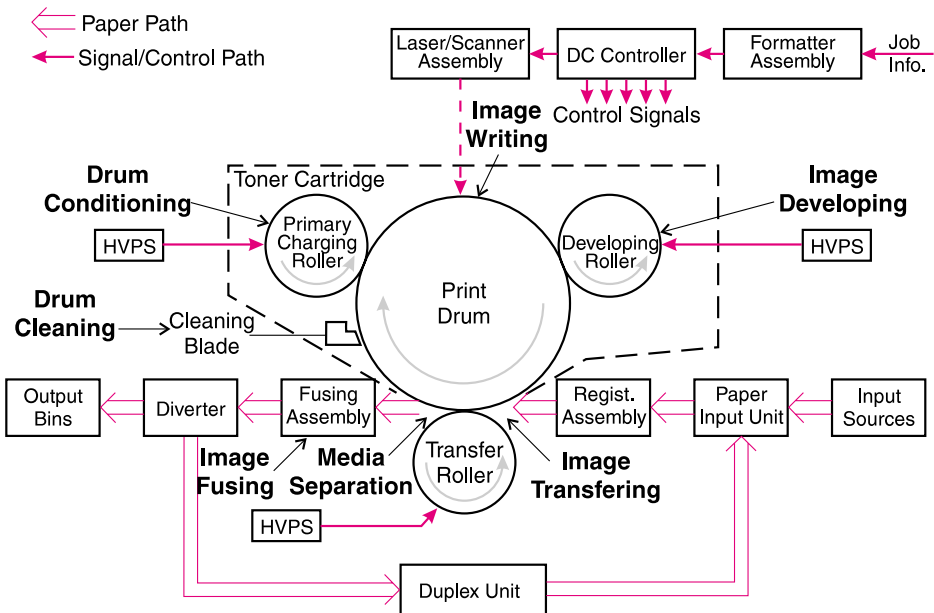 Paper Path
Signal/Control Path
Laser/Scanner
Assembly
DC Controller
Formatter
Assembly
Job
Info.
Control Signals
Image
Writing
Drum
Conditioning
Toner Cartridge
Image
Developing
HVPS
Primary
Charging
Roller
Developing
Roller
HVPS
Print
Drum
Drum
Cleaning
Cleaning
Blade
Output
Bins
Diverter
Fusing
Assembly
Regist.
Assembly
Paper
Input Unit
Input
Sources
Image
Fusing
Media
Separation
Transfer
Roller
Image
Transfering
HVPS
Duplex Unit